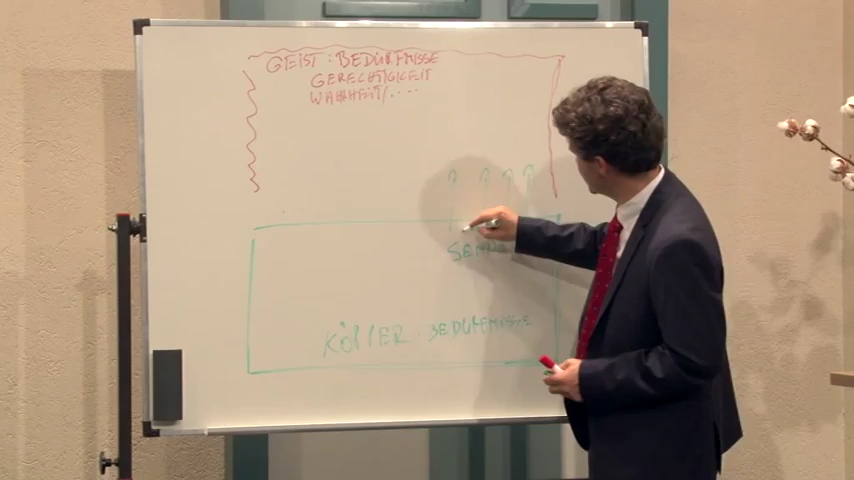 GEIST : BEDÜRFNISSE
GERECHTIGKEIT
WAHRHEIT/....
KÖRPER : BEDÜRFNISSE